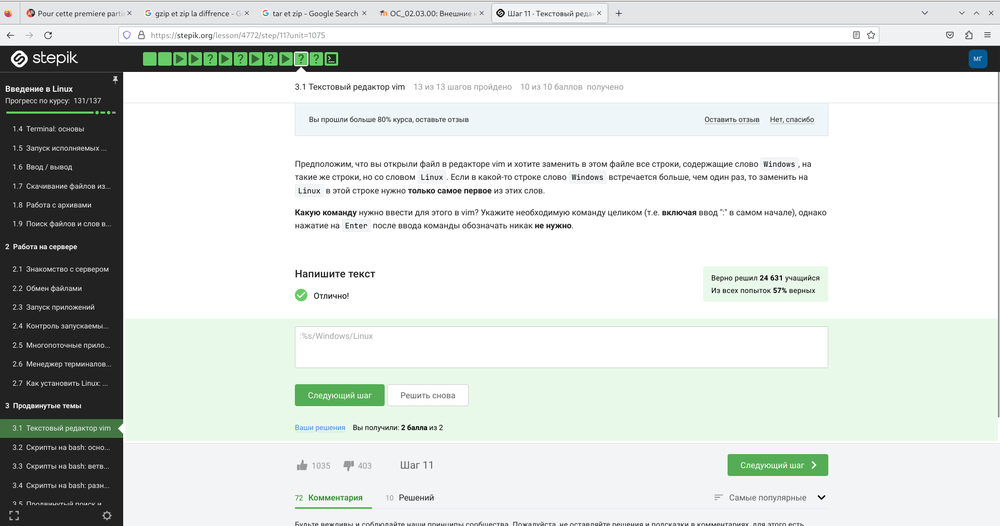 Pour cette premiere partie
gzip et zip la diffrence - Go
tar et zip - Google Search
ОС_02.03.00: Внешние к
Шаг 11 · Текстовый редак
https://stepik.org/lesson/4772/step/11?unit=1075
stepik
МГ
Введение в Linux
Прогресс по курсу: 131/137
1.4 Terminal: основы
1.5 Запуск исполняемых ...
1.6 Ввод / вывод
1.7 Скачивание файлов из...
1.8 Работа с архивами
1.9 Поиск файлов и слов в...
2 Работа на сервере
2.1 Знакомство с сервером
2.2 Обмен файлами
2.3 Запуск приложений
2.4 Контроль запускаемы...
2.5 Многопоточные прило...
2.6 Менеджер терминалов...
2.7 Как установить Linux: ...
3 Продвинутые темы
3.1 Текстовый редактор vim
3.2 Скрипты на bash: осно...
3.3 Скрипты на bash: ветв...
3.4 Скрипты на bash: разн...
3.5 Продвинутый поиск и
3.1 Текстовый редактор vim 13 из 13 шагов пройдено 10 из 10 баллов получено
Вы прошли больше 80% курса, оставьте отзыв Оставить отзыв Нет, спасибо
Предположим, что вы открыли файл в редакторе vim и хотите заменить в этом файле все строки, содержащие слово Windows, на
такие же строки, но со словом Linux. Если в какой-то строке слово Windows встречается больше, чем один раз, то заменить на
Linux в этой строке нужно только самое первое из этих слов.
Какую команду нужно ввести для этого в vim? Укажите необходимую команду целиком (т.е. включая ввод ":" в самом начале), однако
нажатие на Enter после ввода команды обозначать никак не нужно.
Напишите текст
Отлично!
Верно решил 24 631 учащийся
Из всех попыток 57% верных
:%s/Windows/Linux
Следующий шаг Решить снова
Ваши решения Вы получили: 2 балла из 2
1035 403 Шаг 11 Следующий шаг
72 Комментария 10 Решений Самые популярные
Будьте вежливы и соблюдайте наши принципы сообщества. Пожалуйста, не оставляйте решения и подсказки в комментариях, для этого есть